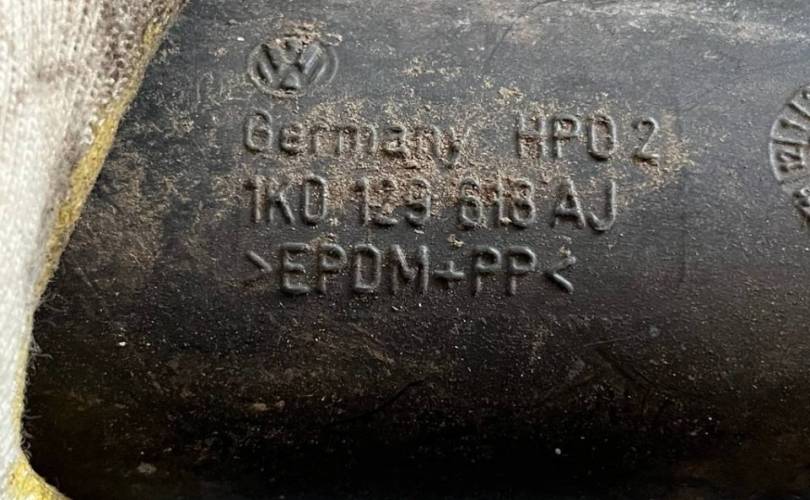 Germany HPO 2
1K0 129 618 AJ
>EPDM+PP<